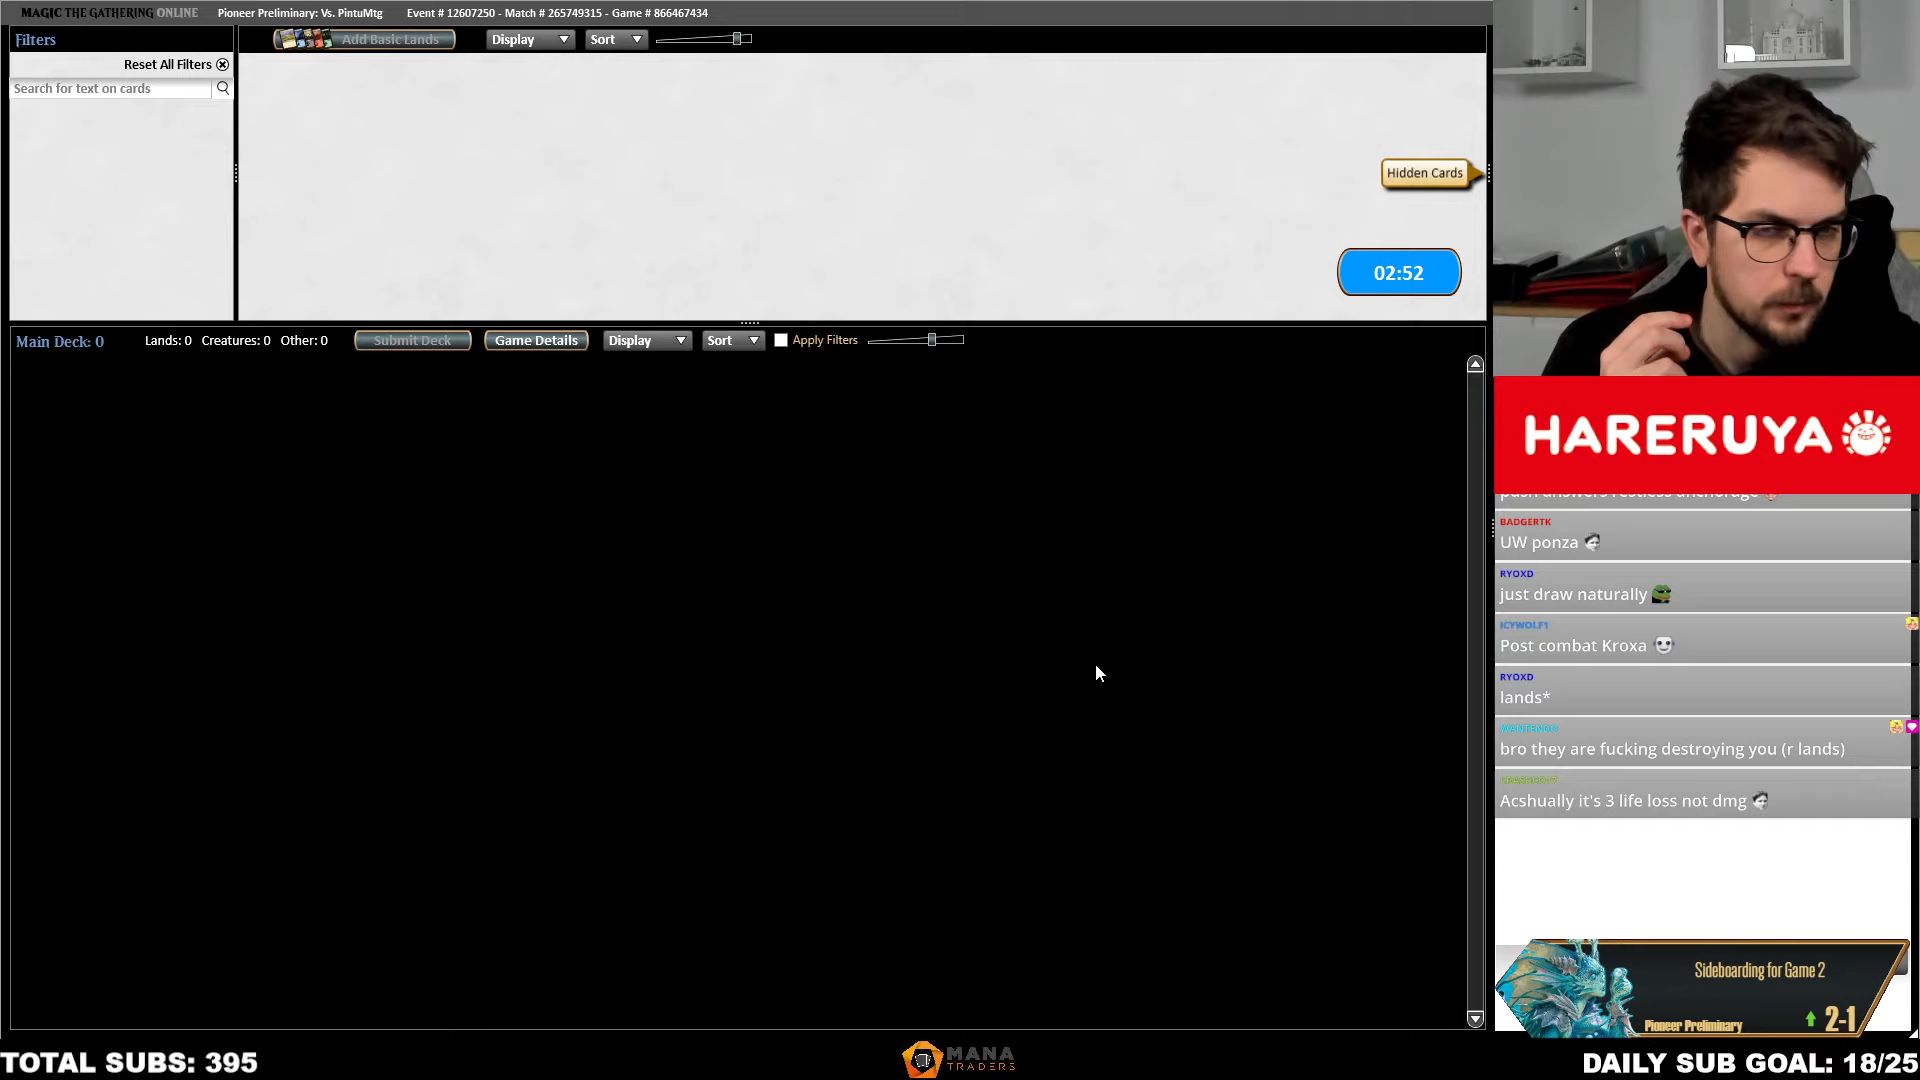 MAGIC THE GATHERING ONLINE Pioneer Preliminary: Vs. PintuMtg Event # 12607250 - Match # 265749315 - Game # 866467434
Filters
Add Basic Lands Display Sort
Reset All Filters
Search for text on cards
Hidden Cards
02:52
Main Deck: 0 Lands: 0 Creatures: 0 Other: 0 Submit Deck Game Details Display Sort Apply Filters
HARERUYA
push answers restless anchorage
BADGERTK
UW ponza
RYOXD
just draw naturally
ICYWOLF1
Post combat Kroxa
RYOXD
lands*
bro they are fucking destroying you (r lands)
Acshually it's 3 life loss not dmg
Sideboarding for Game 2
Pioneer Preliminary 2-1
TOTAL SUBS: 395
MANA
TRADERS
DAILY SUB GOAL: 18/25